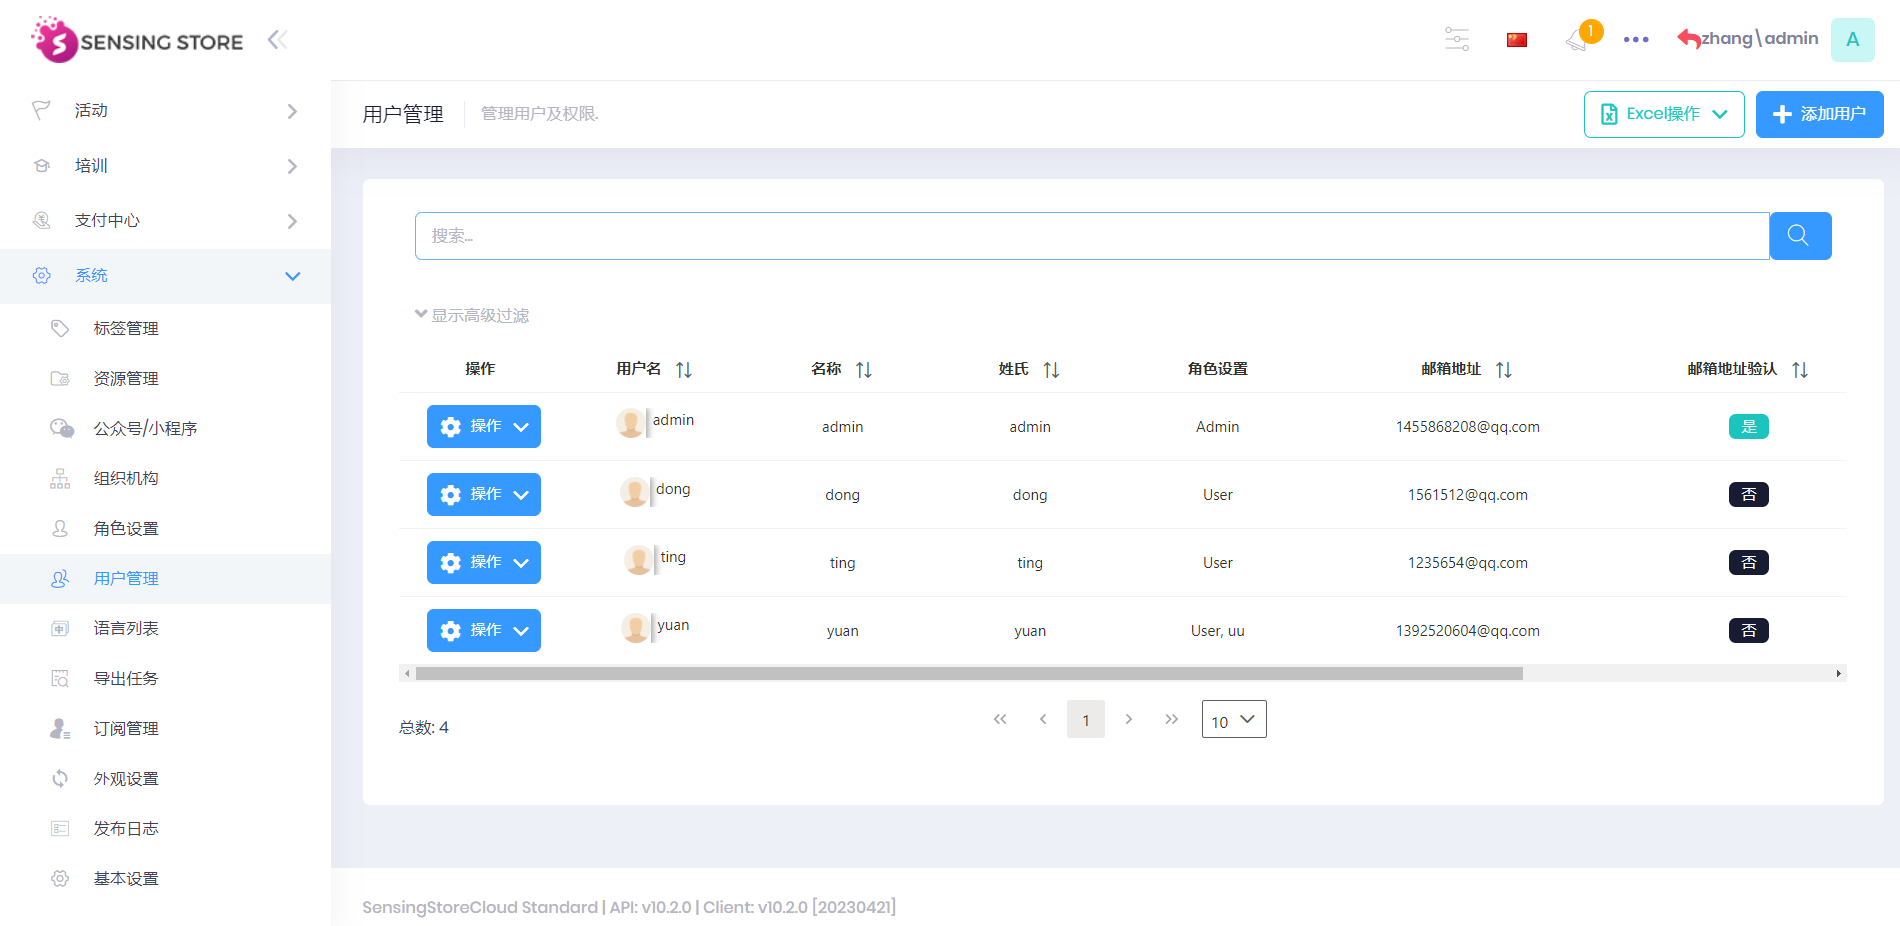 SENSING STORE
1
zhang\admin
A
活动
培训
支付中心
系统
标签管理
资源管理
公众号/小程序
组织机构
角色设置
用户管理
语言列表
导出任务
订阅管理
外观设置
发布日志
基本设置
用户管理 管理用户及权限.
Excel操作 添加用户
搜索...
显示高级过滤
操作 用户名 名称 姓氏 角色设置 邮箱地址 邮箱地址验认
操作 admin admin admin Admin 1455868208@qq.com 是
操作 dong dong dong User 1561512@qq.com 否
操作 ting ting ting User 1235654@qq.com 否
操作 yuan yuan yuan User, uu 1392520604@qq.com 否
总数: 4 1 10
SensingStoreCloud Standard | API: v10.2.0 | Client: v10.2.0 [20230421]